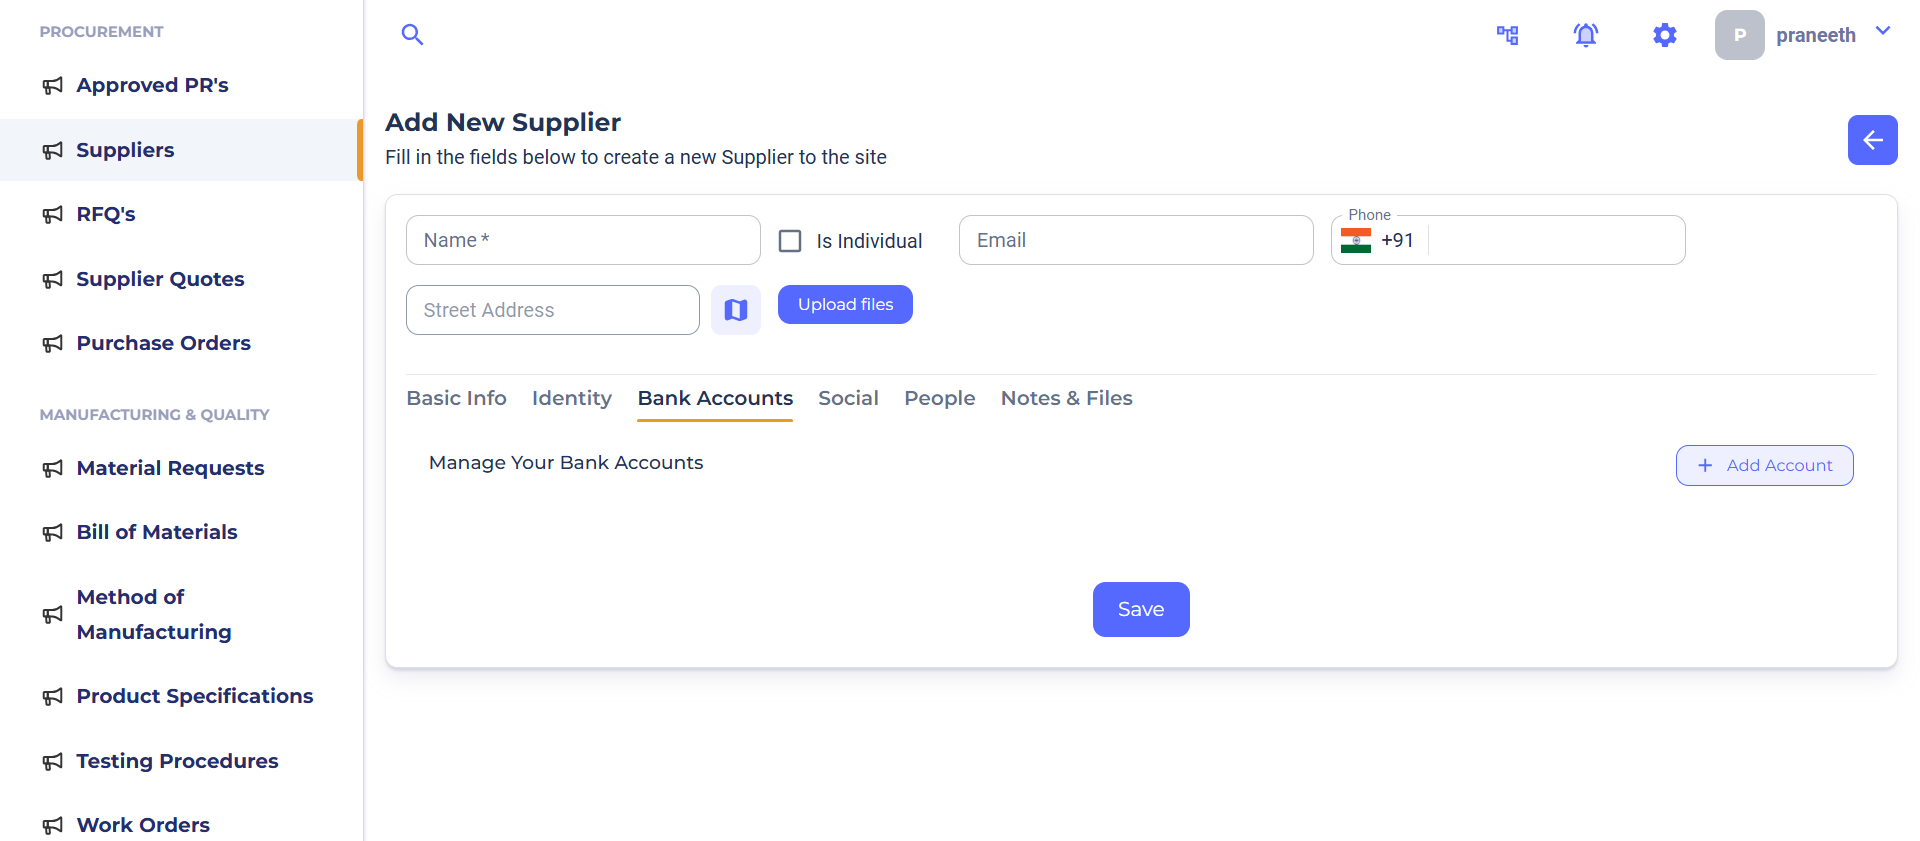 PROCUREMENT
Approved PR's
Suppliers
RFQ's
Supplier Quotes
Purchase Orders
MANUFACTURING & QUALITY
Material Requests
Bill of Materials
Method of
Manufacturing
Product Specifications
Testing Procedures
Work Orders
P praneeth
Add New Supplier
Fill in the fields below to create a new Supplier to the site
Name *
Is Individual
Email
Phone
+91
Street Address
Upload files
Basic Info Identity Bank Accounts Social People Notes & Files
Manage Your Bank Accounts
+ Add Account
Save